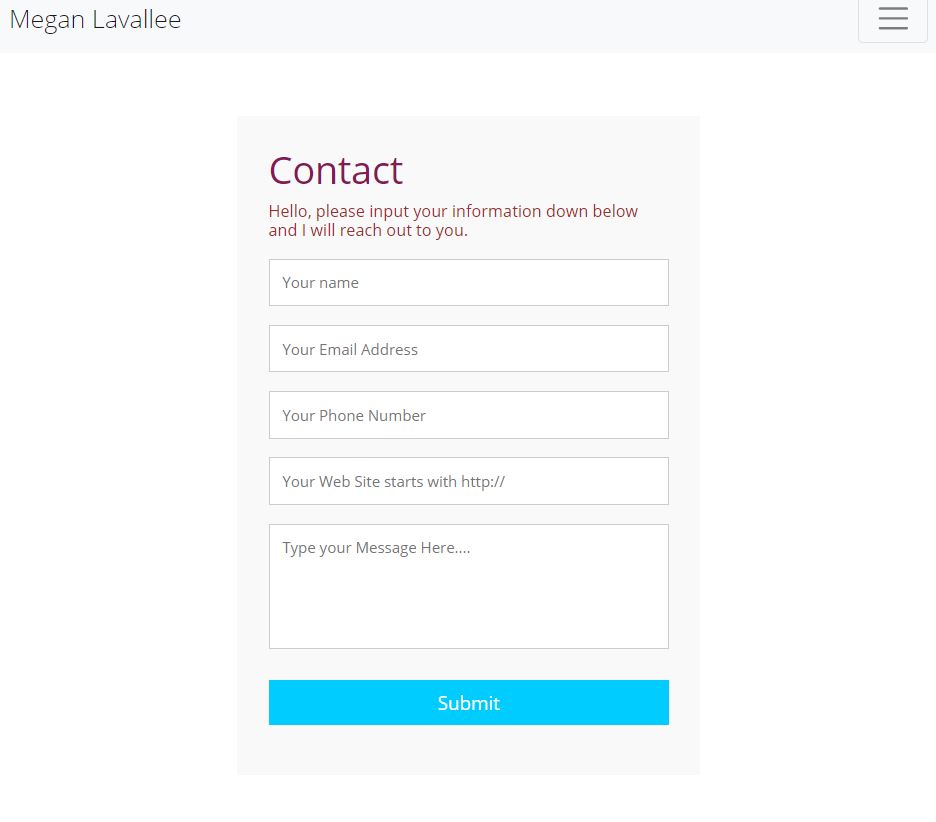 Megan Lavallee
Contact
Hello, please input your information down below
and I will reach out to you.
Your name
Your Email Address
Your Phone Number
Your Web Site starts with http://
Type your Message Here....
Submit